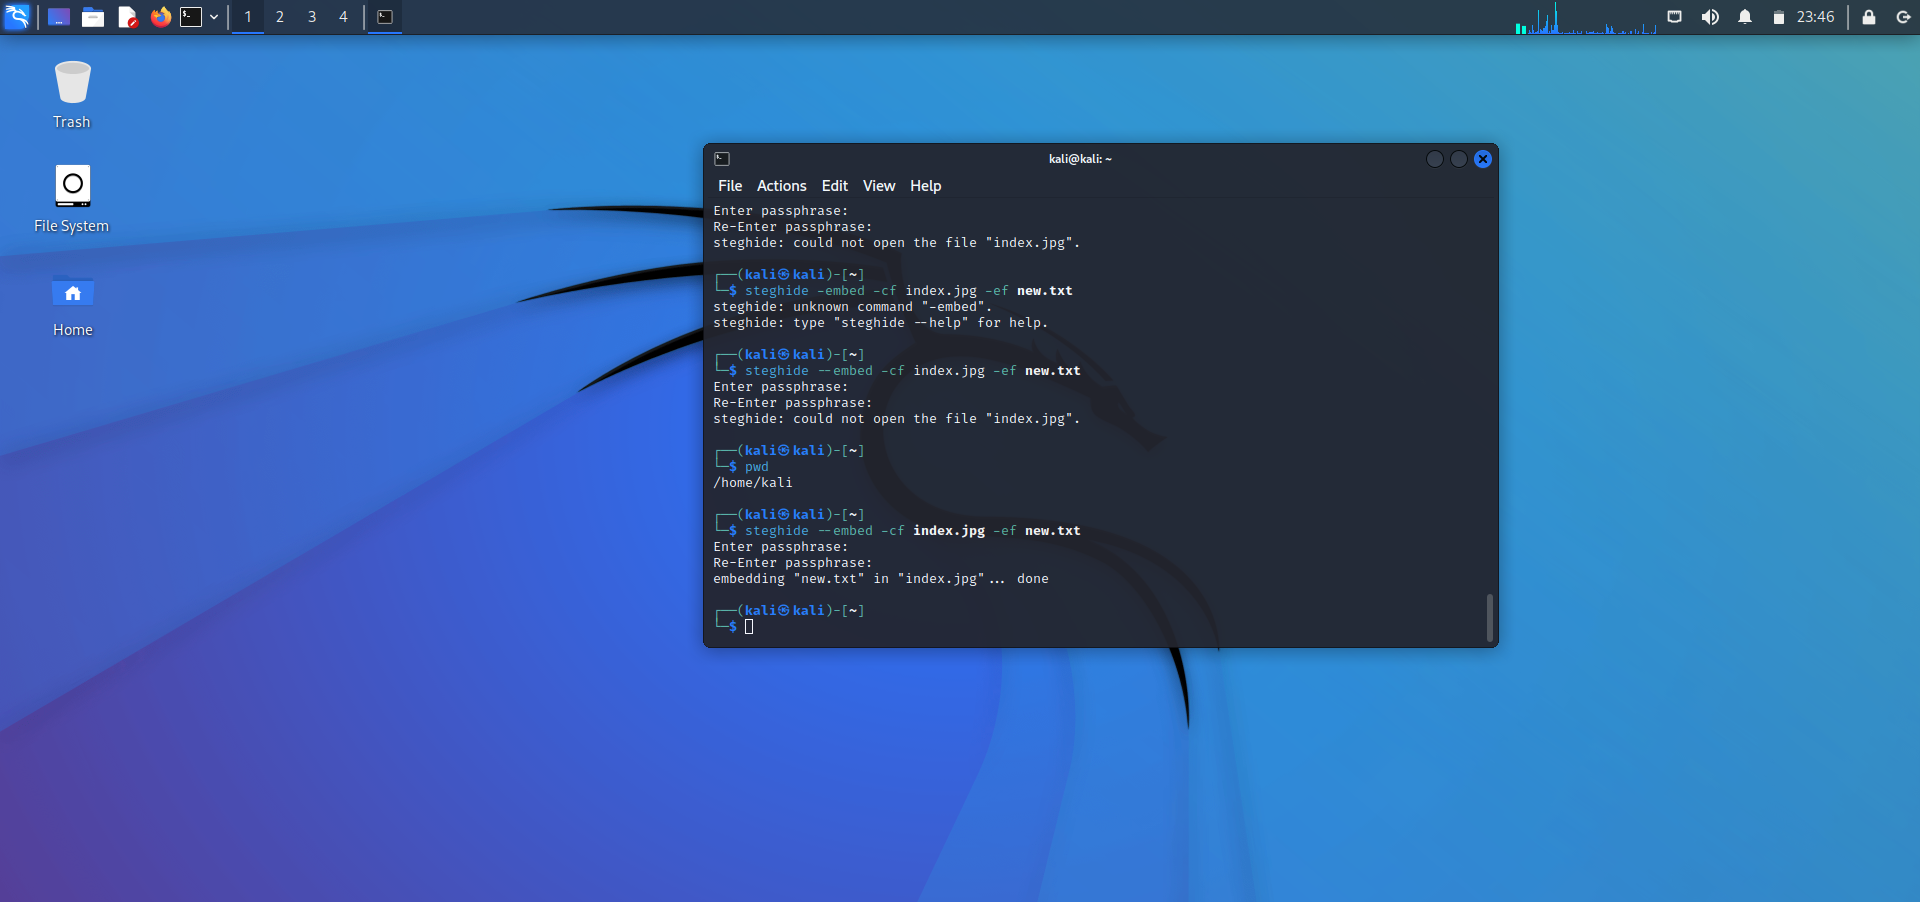 1 2 3 4
23:46
Trash
File System
Home
kali@kali: ~
File Actions Edit View Help
Enter passphrase:
Re-Enter passphrase:
steghide: could not open the file "index.jpg".
┌──(kali㉿kali)-[~]
└─$ steghide -embed -cf index.jpg -ef new.txt
steghide: unknown command "-embed".
steghide: type "steghide --help" for help.
┌──(kali㉿kali)-[~]
└─$ steghide --embed -cf index.jpg -ef new.txt
Enter passphrase:
Re-Enter passphrase:
steghide: could not open the file "index.jpg".
┌──(kali㉿kali)-[~]
└─$ pwd
/home/kali
┌──(kali㉿kali)-[~]
└─$ steghide --embed -cf index.jpg -ef new.txt
Enter passphrase:
Re-Enter passphrase:
embedding "new.txt" in "index.jpg"... done
┌──(kali㉿kali)-[~]
└─$